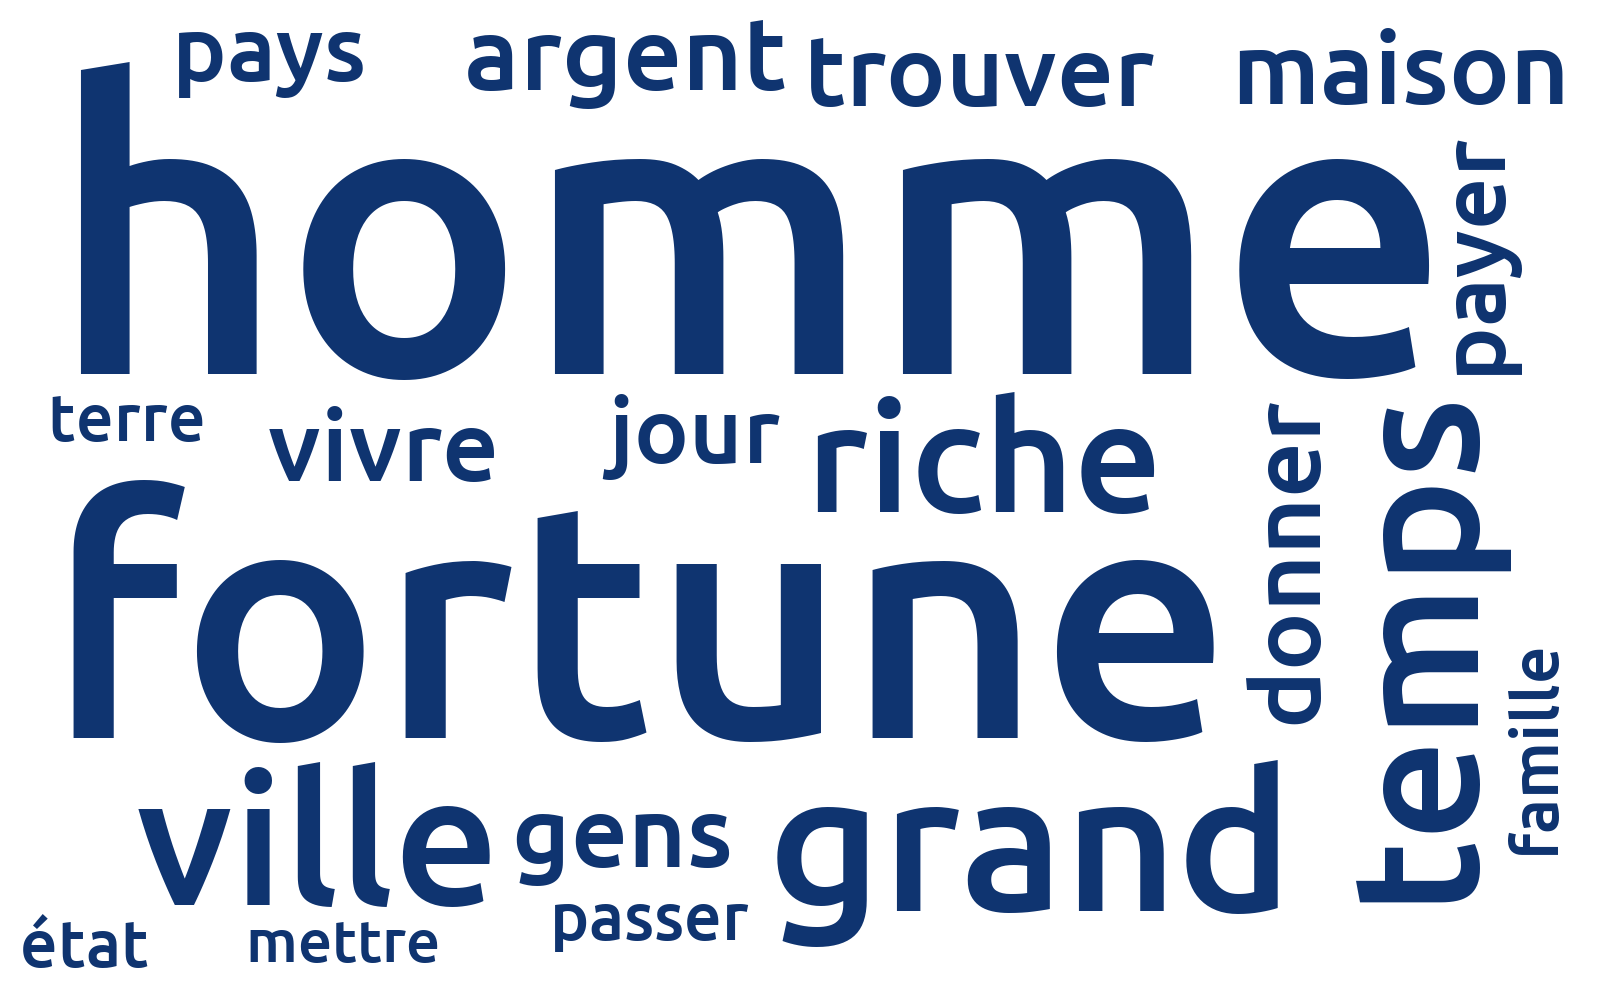 pays
argent
trouver
maison
homme
payer
terre
vivre
jour
riche
donner
temps
fortune
famille
ville
gens
grand
passer
état
mettre